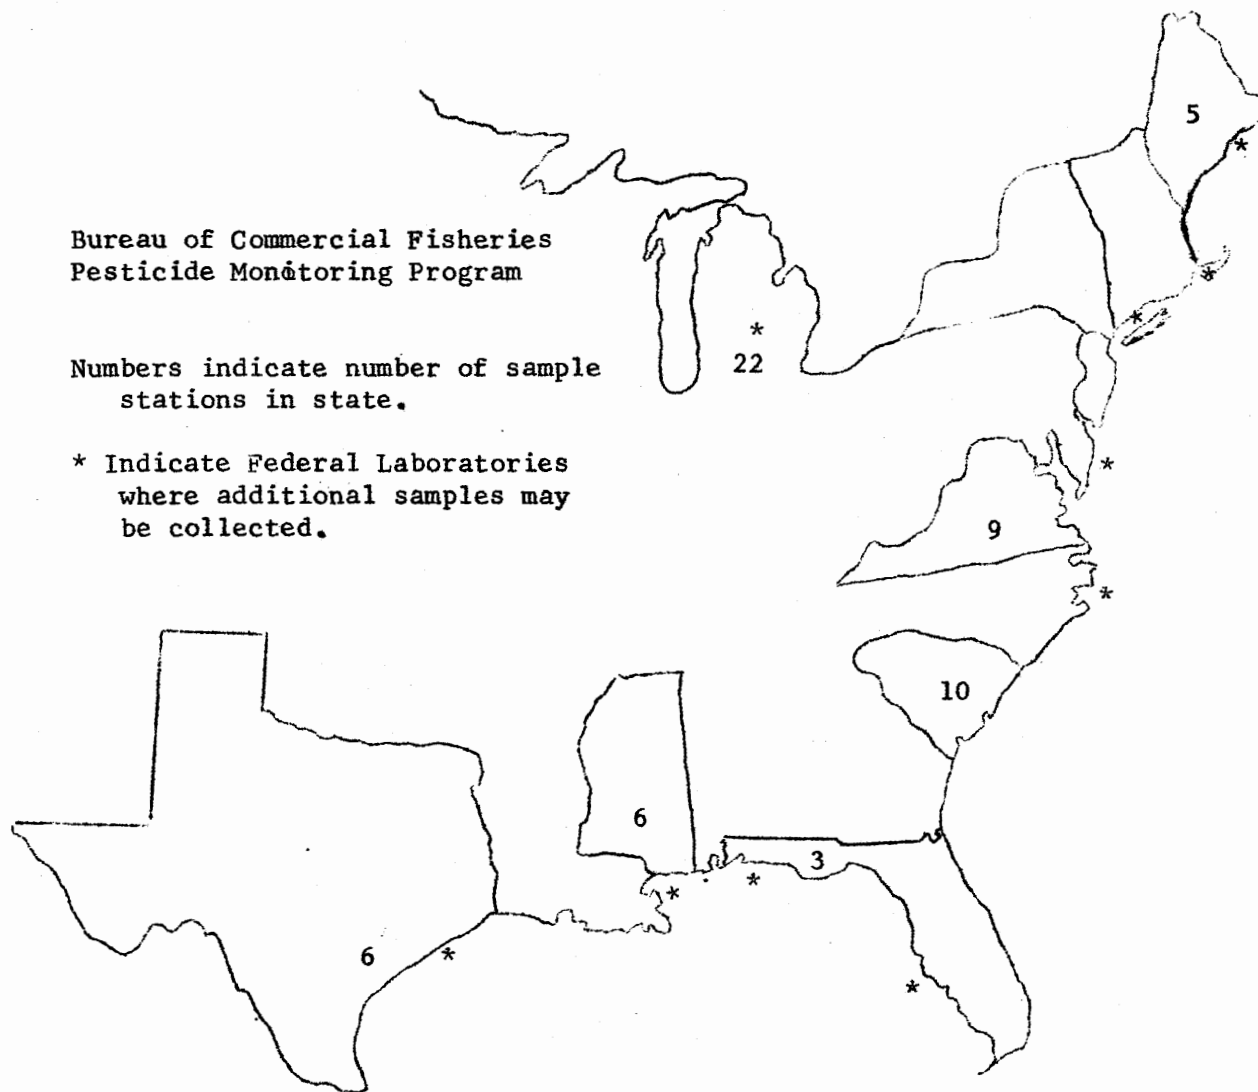 Bureau of Commercial Fisheries
Pesticide Monitoring Program
Numbers indicate number of sample
stations in state.
* Indicate Federal Laboratories
where additional samples may
be collected.
5
*
*
*
*
22
*
9
*
10
6
3
*
*
6
*
*